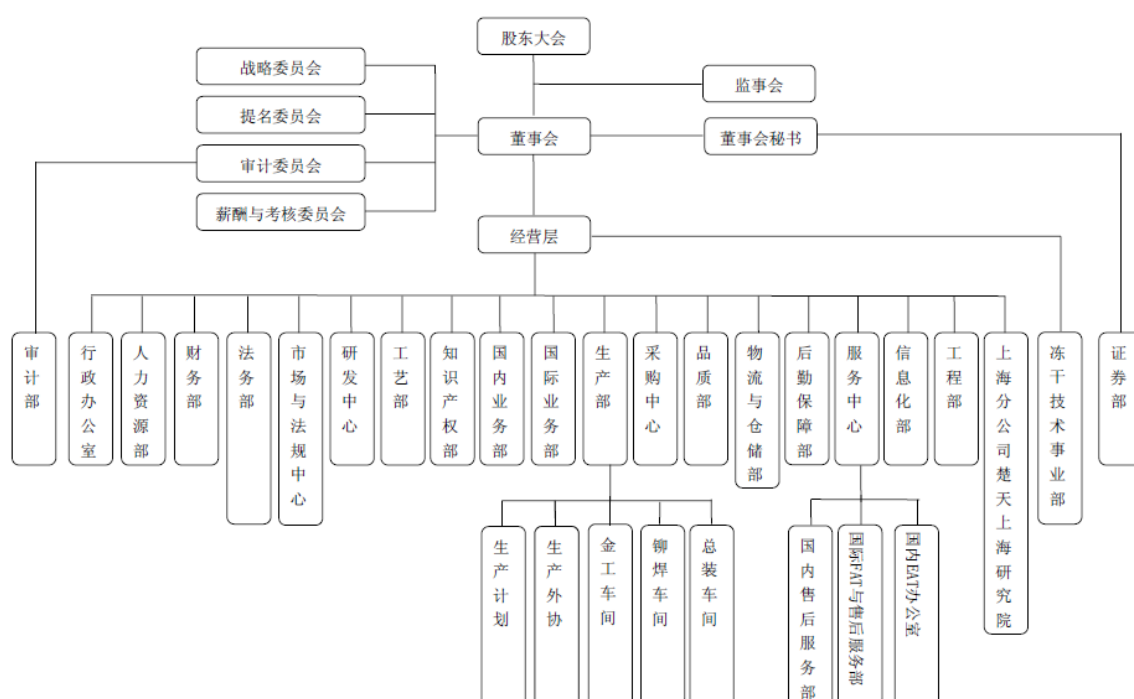 股东大会
战略委员会
监事会
提名委员会
董事会
董事会秘书
审计委员会
薪酬与考核委员会
经营层
审计部
行政办公室
人力资源部
财务部
法务部
市场与法规中心
研发中心
工艺部
知识产权部
国内业务部
国际业务部
生产部
采购中心
品质部
物流与仓储部
后勤保障部
服务中心
信息化部
工程部
上海分公司楚天上海研究院
冻干技术事业部
证券部
生产计划
生产外协
金工车间
铆焊车间
总装车间
国内售后服务部
国际FAT与售后服务部
国内EAT办公室